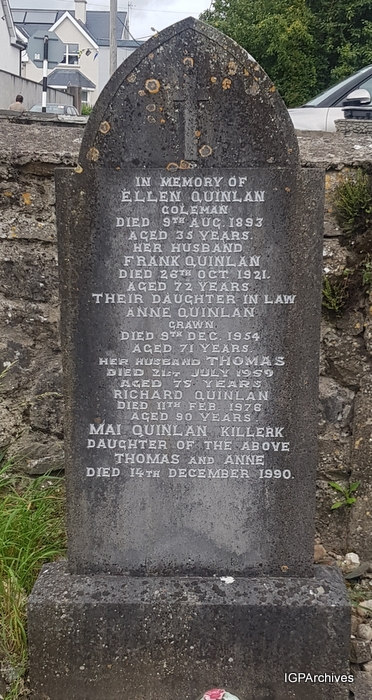 IN MEMORY OF
ELLEN QUINLAN
COLEMAN
DIED 9TH AUG. 1893
AGED 35 YEARS
HER HUSBAND
FRANK QUINLAN
DIED 26TH OCT 1921.
AGED 72 YEARS
THEIR DAUGHTER IN LAW
ANNE QUINLAN
GRAWN
DIED 9TH DEC. 1954
AGED 71 YEARS
HER HUSBAND THOMAS
DIED 21ST JULY 1959
AGED 75 YEARS
RICHARD QUINLAN
DIED 11TH FEB. 1976
AGED 90 YEARS
MAI QUINLAN KILLERK
DAUGHTER OF THE ABOVE
THOMAS AND ANNE
DIED 14TH DECEMBER 1990.
IGPArchives